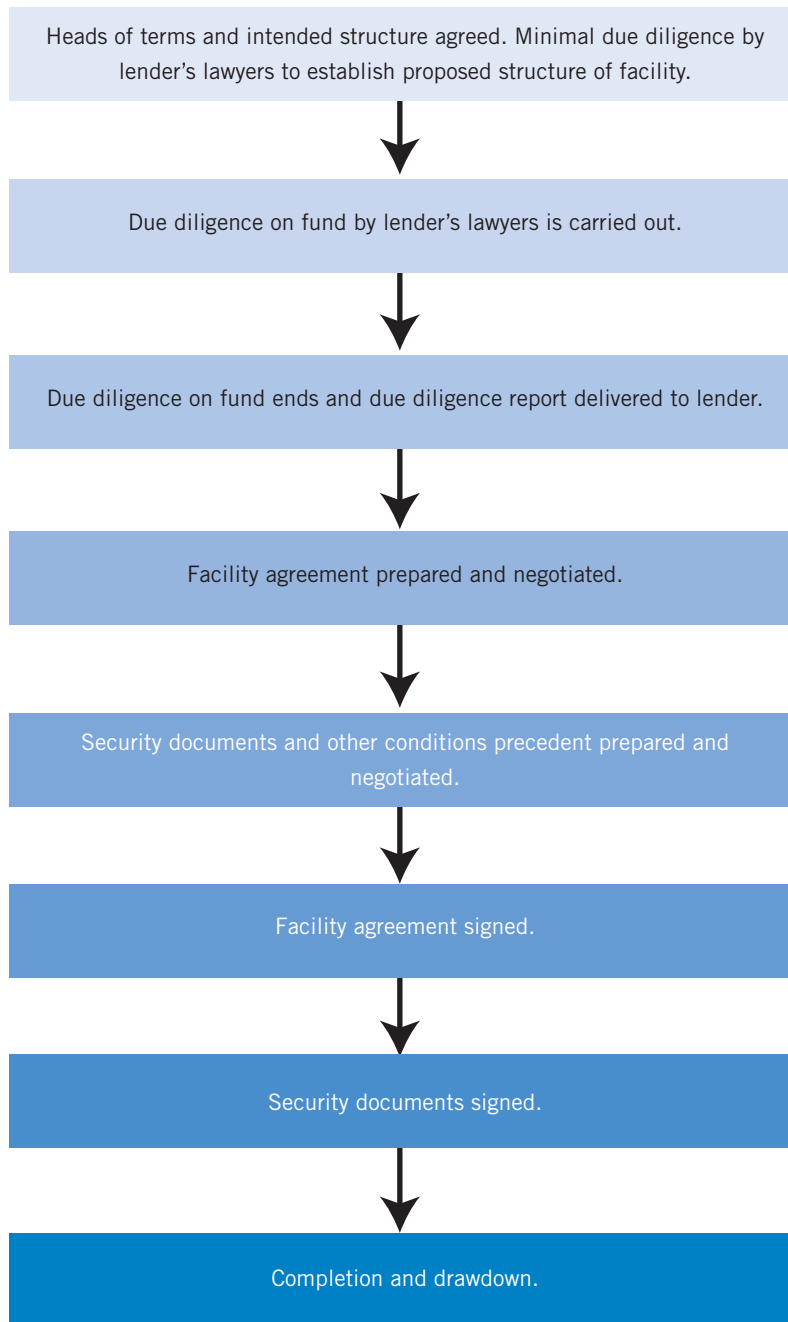 Heads of terms and intended structure agreed. Minimal due diligence by
lender’s lawyers to establish proposed structure of facility.
Due diligence on fund by lender’s lawyers is carried out.
Due diligence on fund ends and due diligence report delivered to lender.
Facility agreement prepared and negotiated.
Security documents and other conditions precedent prepared and
negotiated.
Facility agreement signed.
Security documents signed.
Completion and drawdown.